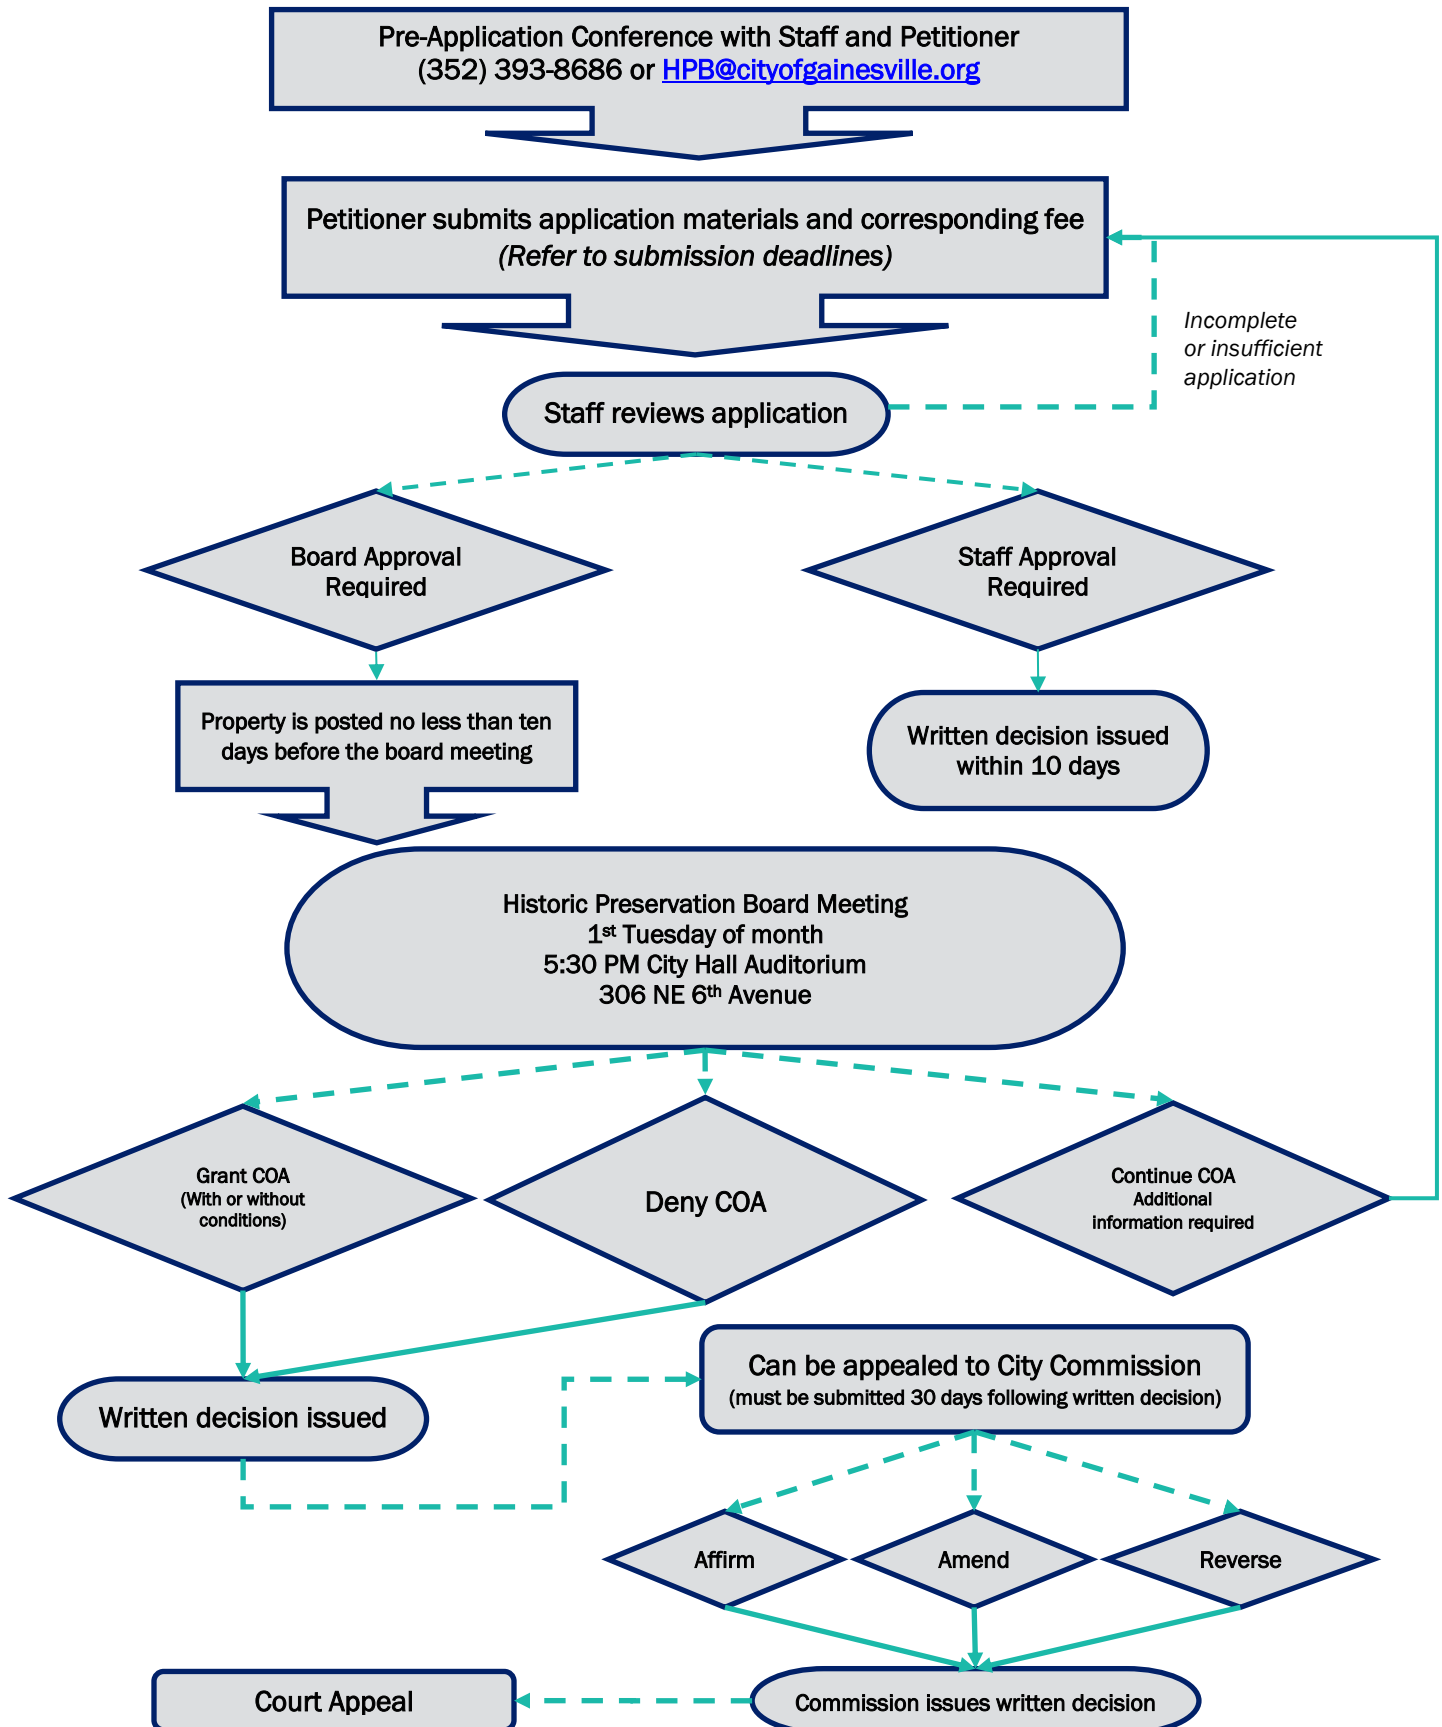 Pre-Application Conference with Staff and Petitioner
(352) 393-8686 or HPB@cityofgainesville.org
Petitioner submits application materials and corresponding fee
(Refer to submission deadlines)
Incomplete
or insufficient
application
Staff reviews application
Board Approval
Required
Staff Approval
Required
Property is posted no less than ten
days before the board meeting
Written decision issued
within 10 days
Historic Preservation Board Meeting
1st Tuesday of month
5:30 PM City Hall Auditorium
306 NE 6th Avenue
Grant COA
(With or without
conditions)
Deny COA
Continue COA
Additional
information required
Can be appealed to City Commission
(must be submitted 30 days following written decision)
Written decision issued
Affirm
Amend
Reverse
Court Appeal
Commission issues written decision